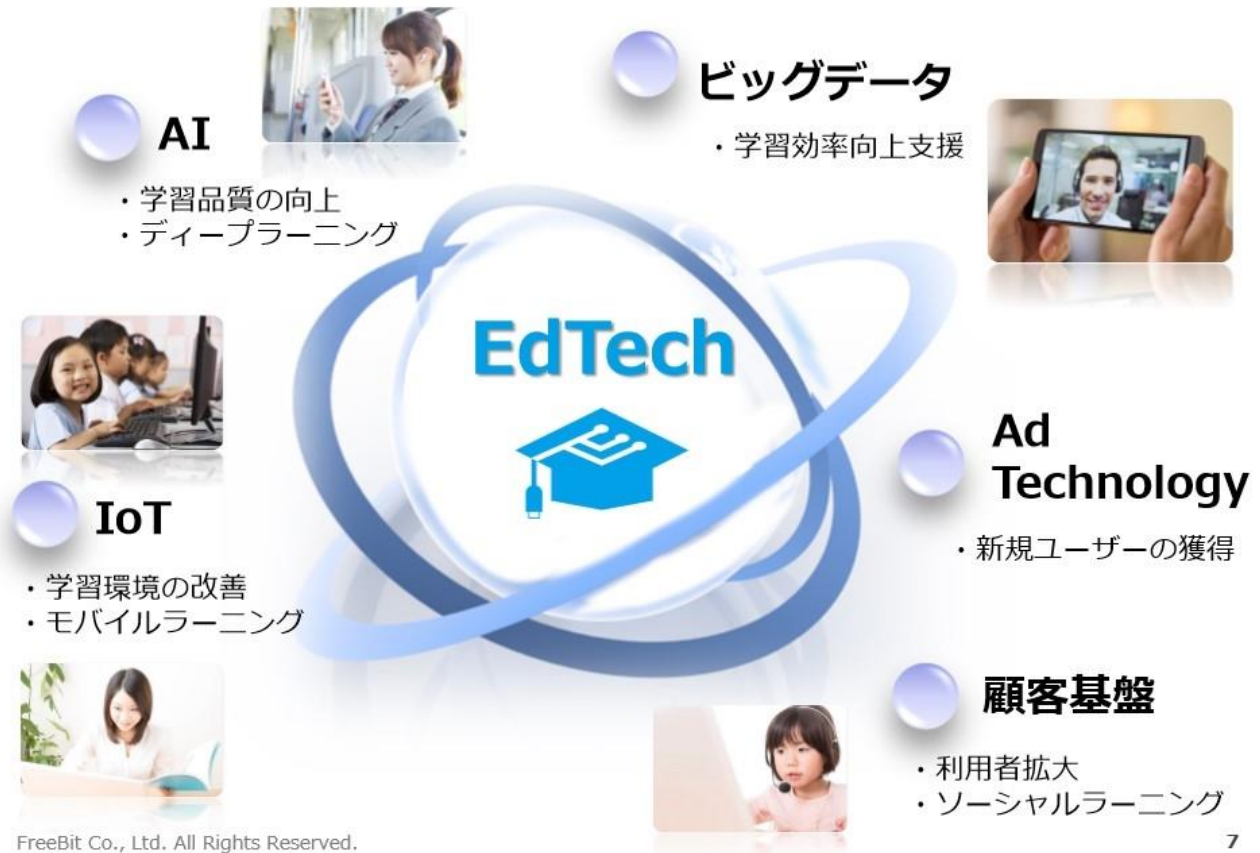 AI
・学習品質の向上
・ディープラーニング
ビッグデータ
・学習効率向上支援
EdTech
IoT
・学習環境の改善
・モバイルラーニング
Ad
Technology
・新規ユーザーの獲得
顧客基盤
・利用者拡大
・ソーシャルラーニング
FreeBit Co., Ltd. All Rights Reserved.
7